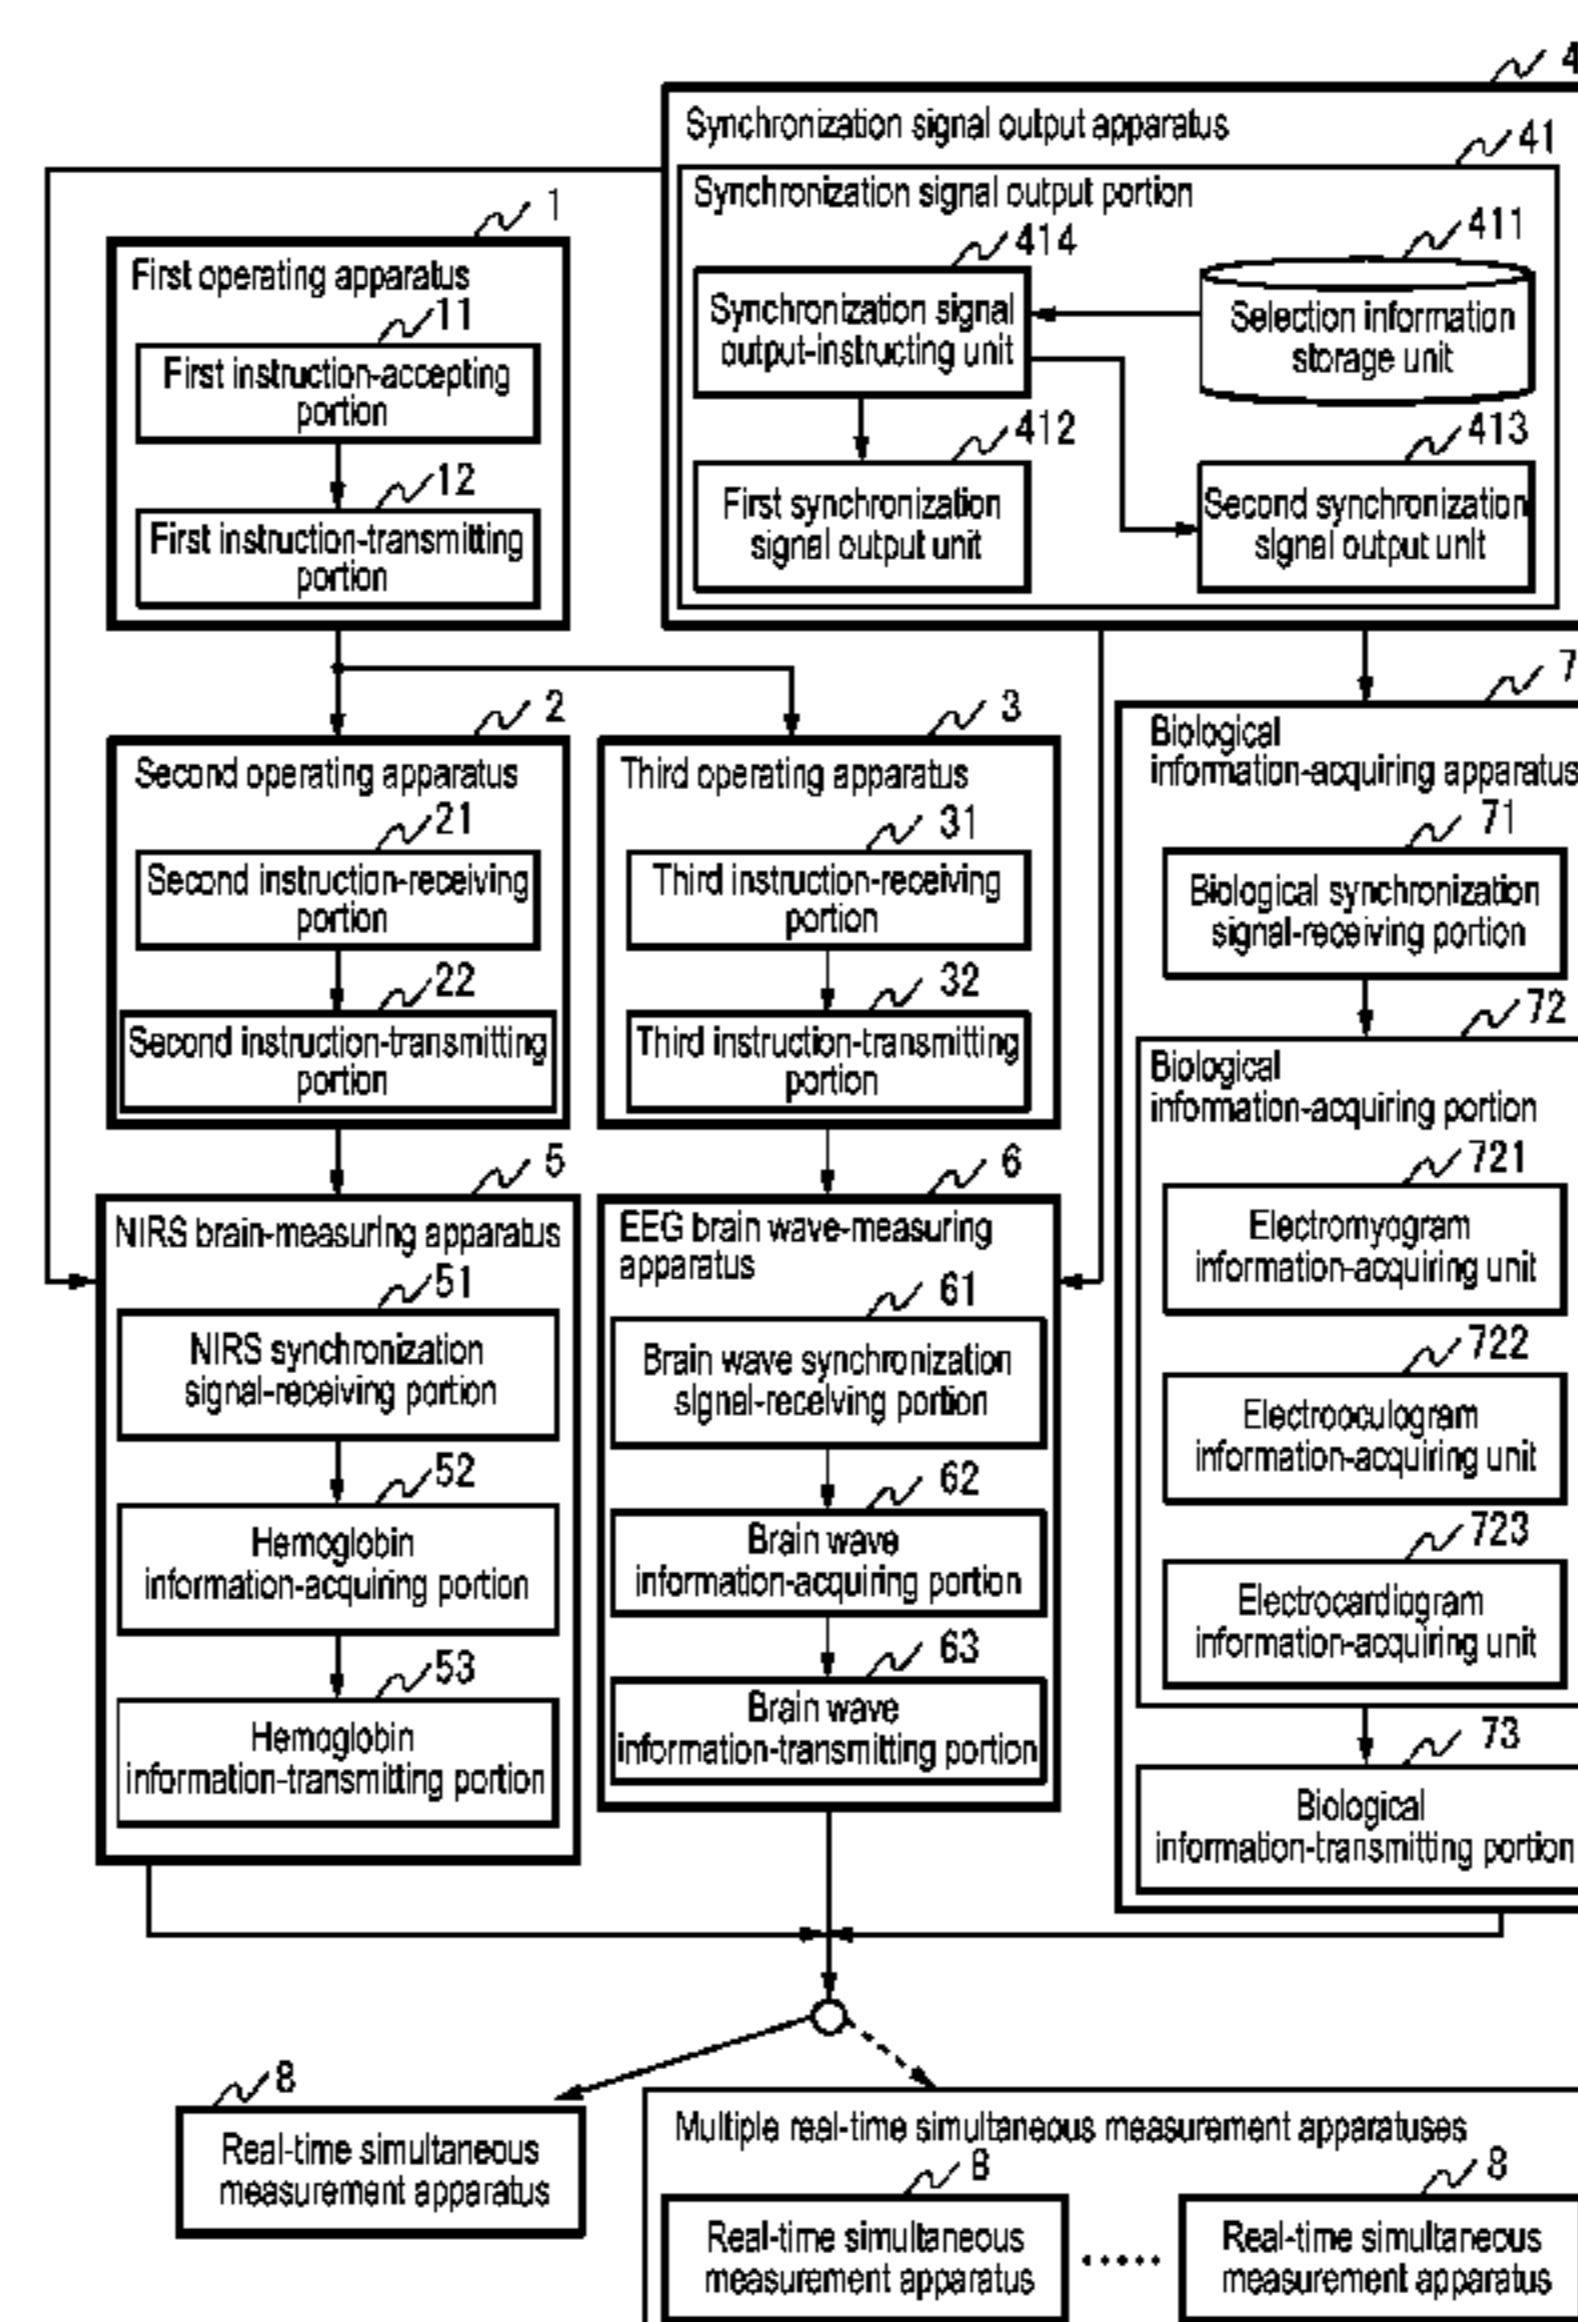 4
Synchronization signal output apparatus
41
Synchronization signal output portion
414
411
Synchronization signal
output-instructing unit
Selection information
storage unit
412
413
First synchronization
signal output unit
Second synchronization
signal output unit
1
First operating apparatus
11
First instruction-accepting
portion
12
First instruction-transmitting
portion
2
Second operating apparatus
21
Second instruction-receiving
portion
22
Second instruction-transmitting
portion
3
Third operating apparatus
31
Third instruction-receiving
portion
32
Third instruction-transmitting
portion
7
Biological
information-acquiring apparatus
71
Biological synchronization
signal-receiving portion
72
Biological
information-acquiring portion
721
Electromyogram
information-acquiring unit
722
Electrooculogram
information-acquiring unit
723
Electrocardiogram
information-acquiring unit
73
Biological
information-transmitting portion
5
NIRS brain-measuring apparatus
51
NIRS synchronization
signal-receiving portion
52
Hemoglobin
information-acquiring portion
53
Hemoglobin
information-transmitting portion
6
EEG brain wave-measuring
apparatus
61
Brain wave synchronization
signal-receiving portion
62
Brain wave
information-acquiring portion
63
Brain wave
information-transmitting portion
8
Real-time simultaneous
measurement apparatus
Multiple real-time simultaneous measurement apparatuses
8
Real-time simultaneous
measurement apparatus
.....
8
Real-time simultaneous
measurement apparatus